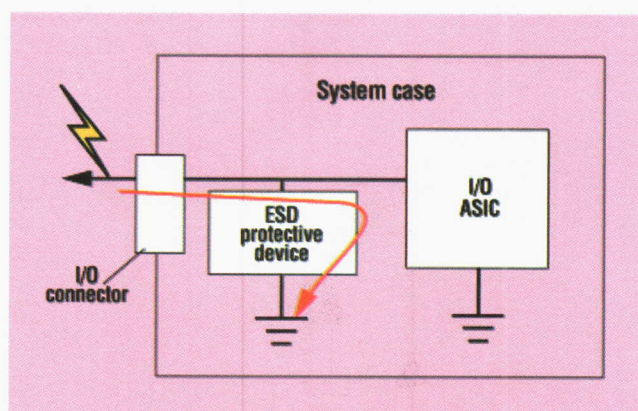 System case
I/O
ASIC
ESD
protective
device
I/O
connector